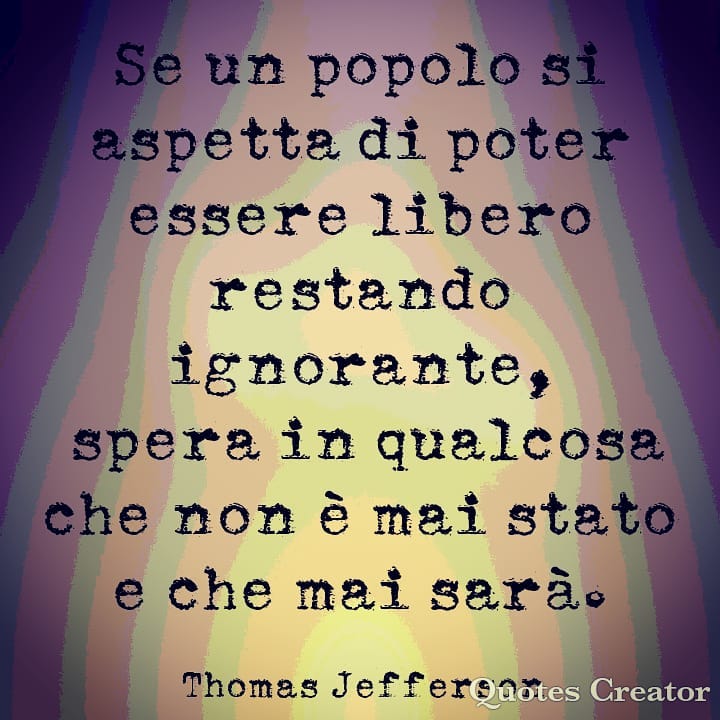 Se un popolo si
aspetta di poter
essere libero
restando
ignorante,
spera in qualcosa
che non è mai stato
e che mai sarà.
Thomas Jefferson
Quotes Creator